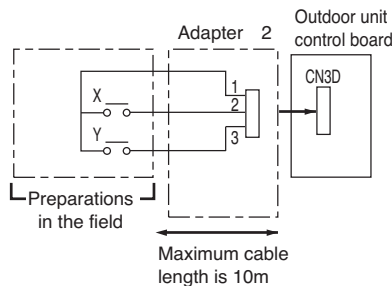 Adapter 2
Outdoor unit
control board
CN3D
X
Y
1
2
3
Preparations
in the field
Maximum cable
length is 10m